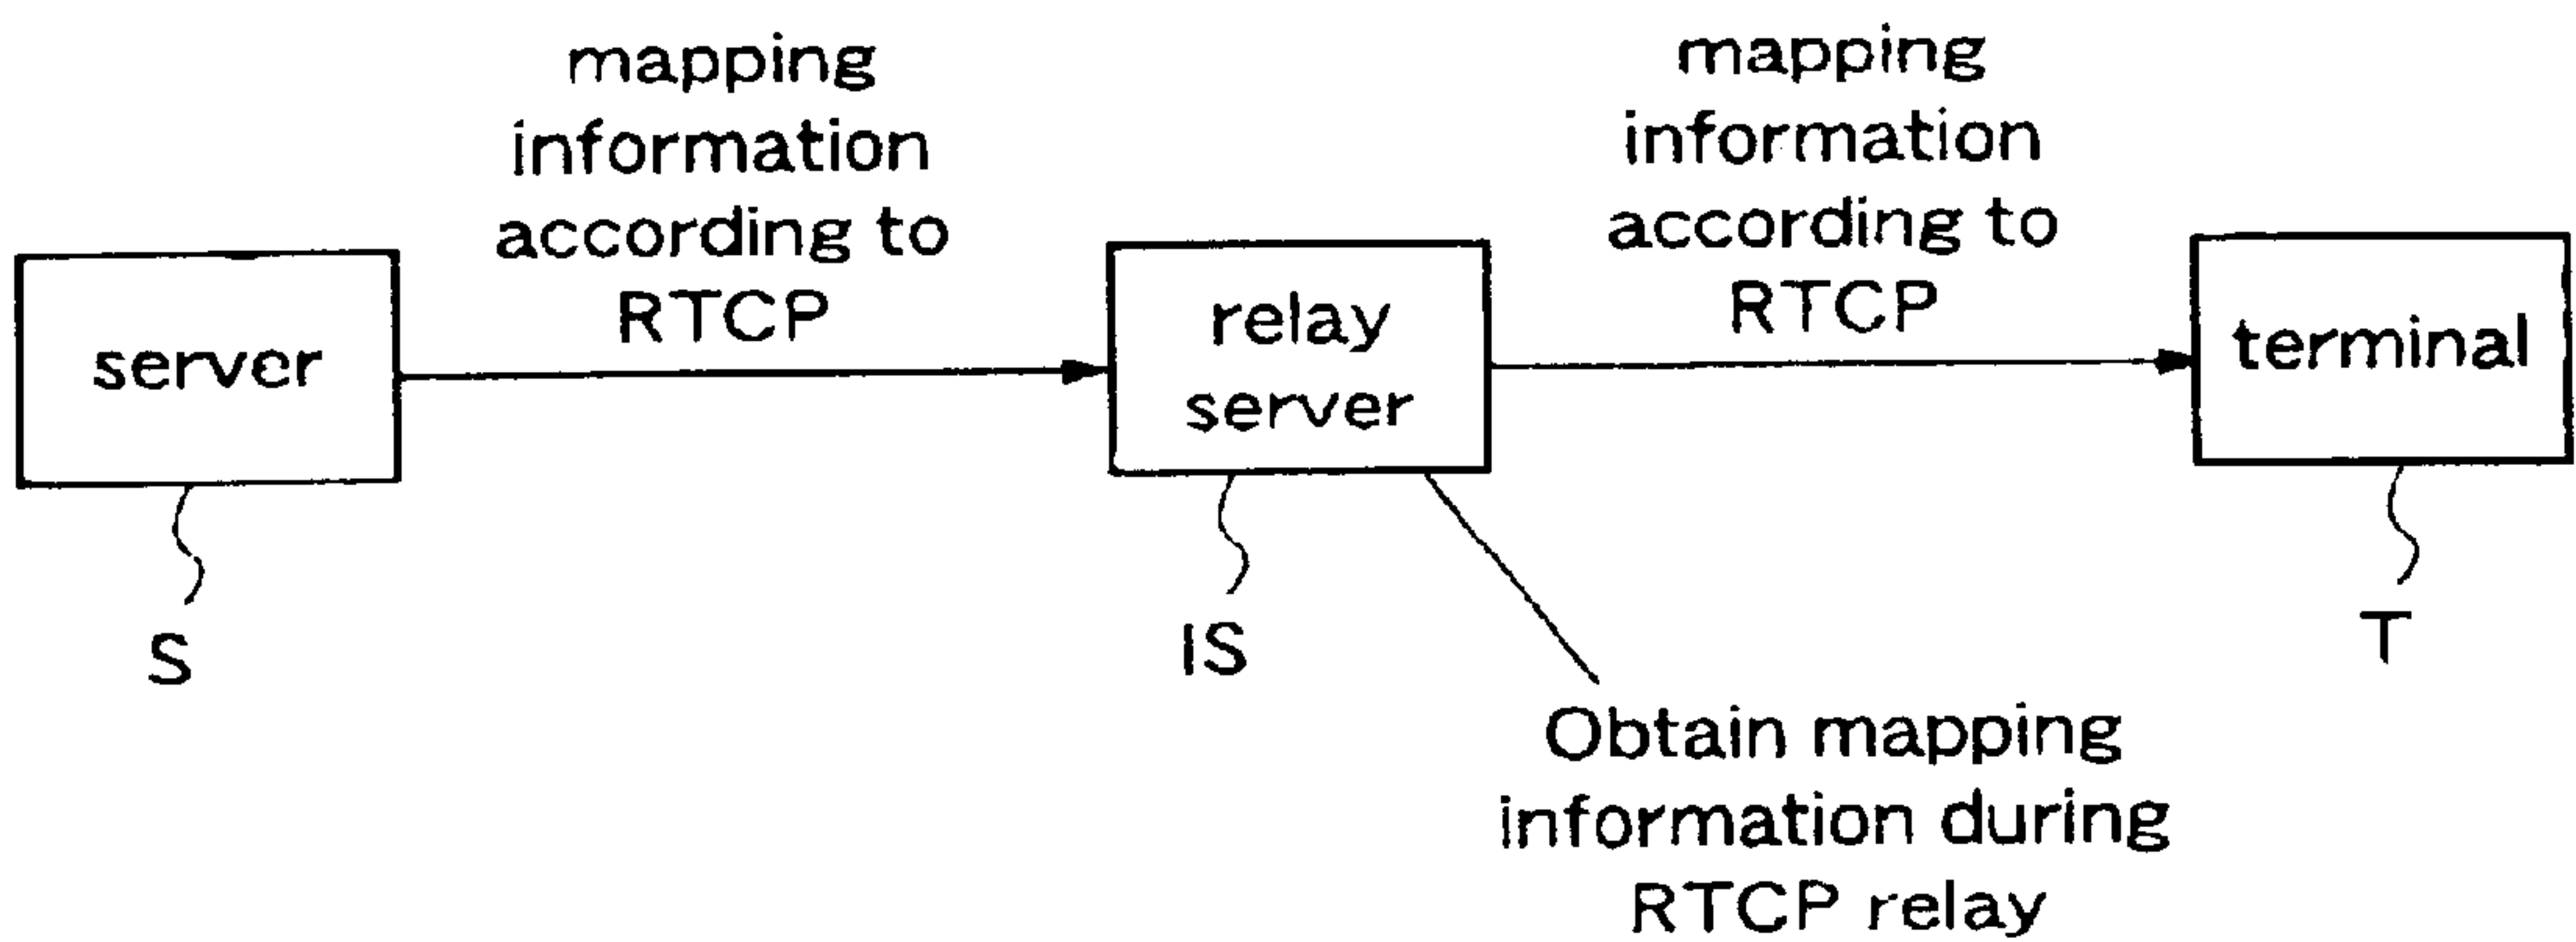 mapping
information
according to
RTCP
mapping
information
according to
RTCP
server
relay
server
terminal
S
IS
T
Obtain mapping
information during
RTCP relay